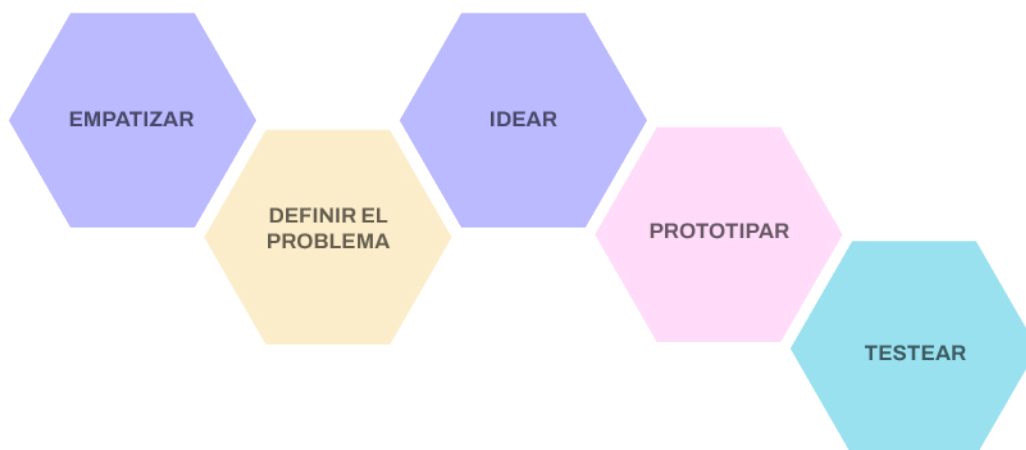 EMPATIZAR
DEFINIR EL
PROBLEMA
IDEAR
PROTOTIPAR
TESTEAR